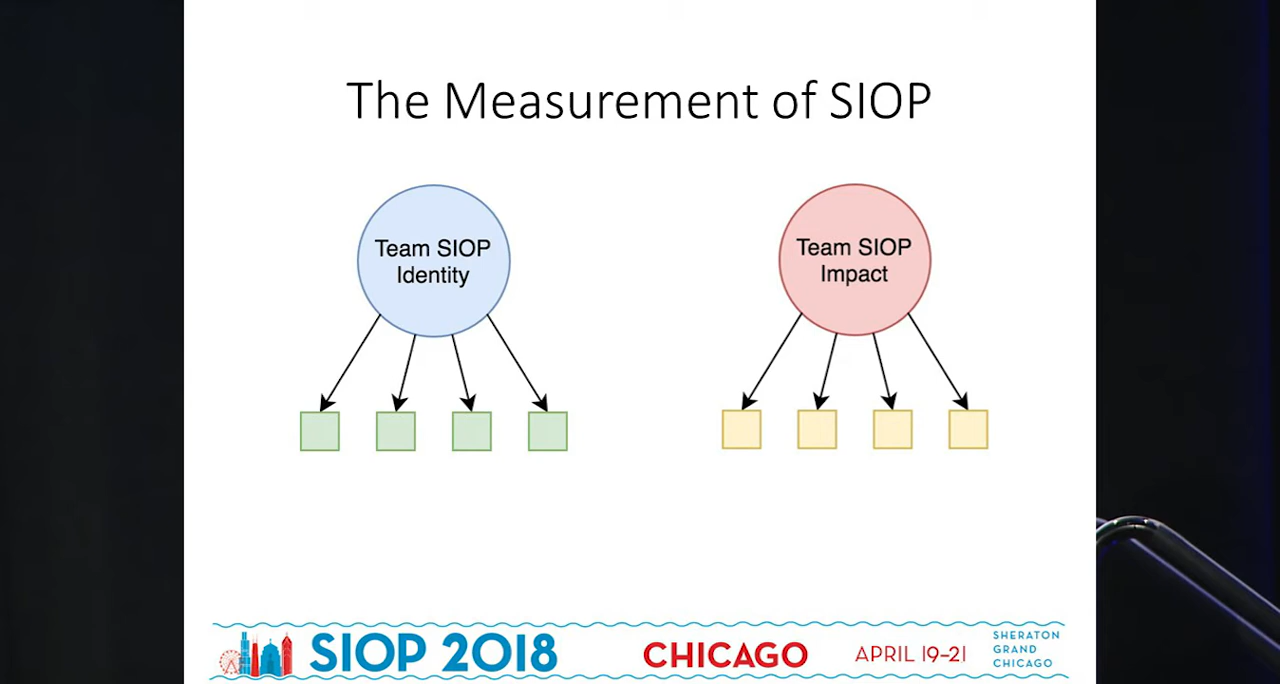 The Measurement of SIOP
Team SIOP
Identity
Team SIOP
Impact
SIOP 2018
CHICAGO
APRIL 19–21
SHERATON
GRAND
CHICAGO